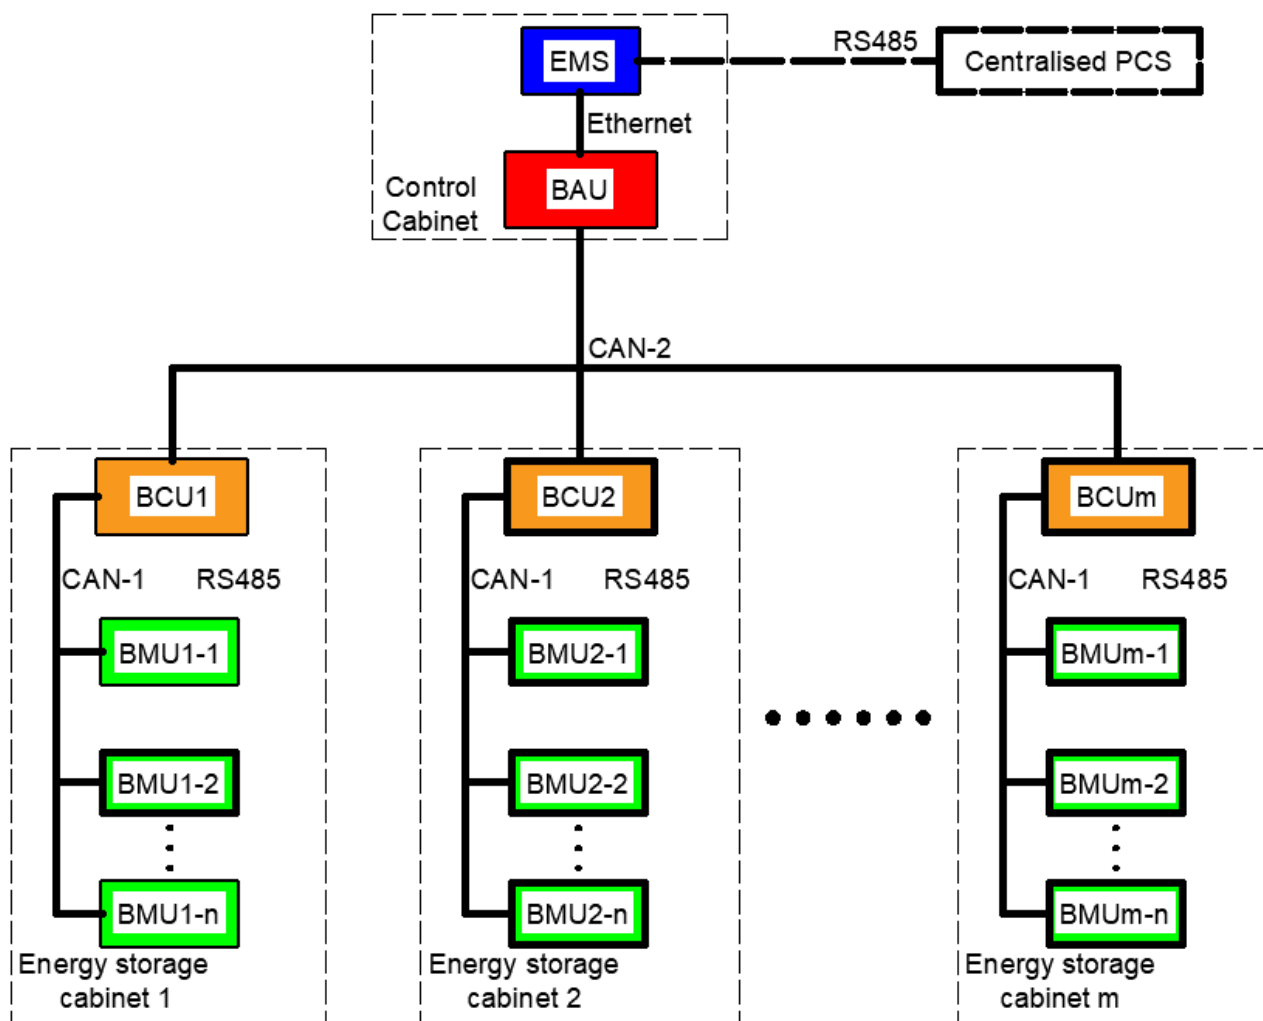 EMS
RS485
Centralised PCS
Ethernet
BAU
Control
Cabinet
CAN-2
BCU1
BCU2
BCUm
CAN-1 RS485
CAN-1 RS485
CAN-1 RS485
BMU1-1
BMU2-1
BMUm-1
BMU1-2
BMU2-2
BMUm-2
BMU1-n
BMU2-n
BMUm-n
Energy storage
cabinet 1
Energy storage
cabinet 2
Energy storage
cabinet m